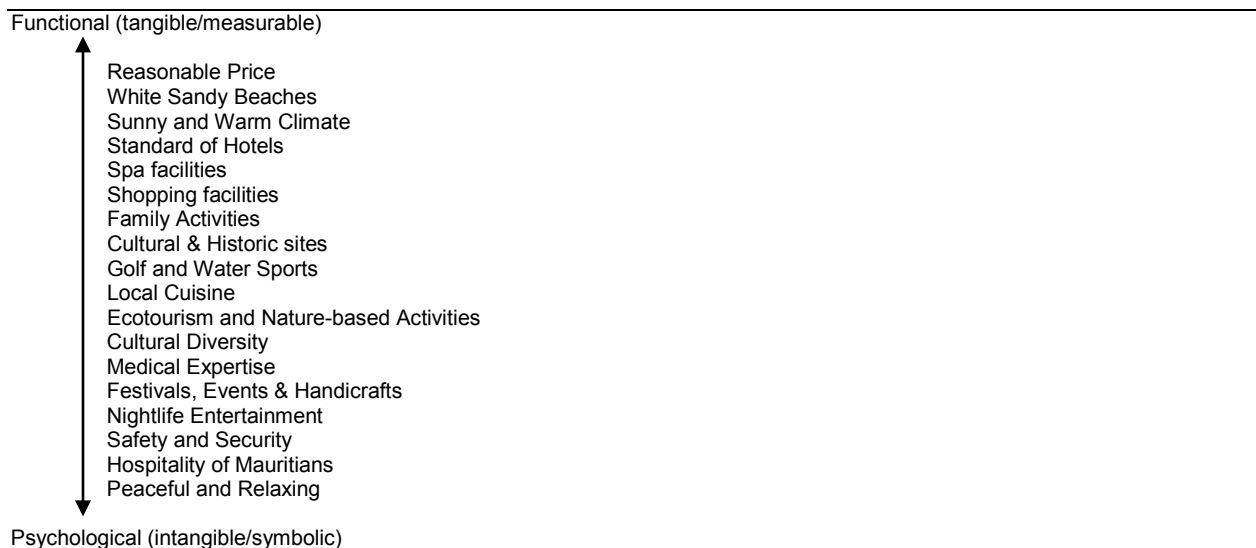 Functional (tangible/measurable)
Reasonable Price
White Sandy Beaches
Sunny and Warm Climate
Standard of Hotels
Spa facilities
Shopping facilities
Family Activities
Cultural & Historic sites
Golf and Water Sports
Local Cuisine
Ecotourism and Nature-based Activities
Cultural Diversity
Medical Expertise
Festivals, Events & Handicrafts
Nightlife Entertainment
Safety and Security
Hospitality of Mauritians
Peaceful and Relaxing
Psychological (intangible/symbolic)